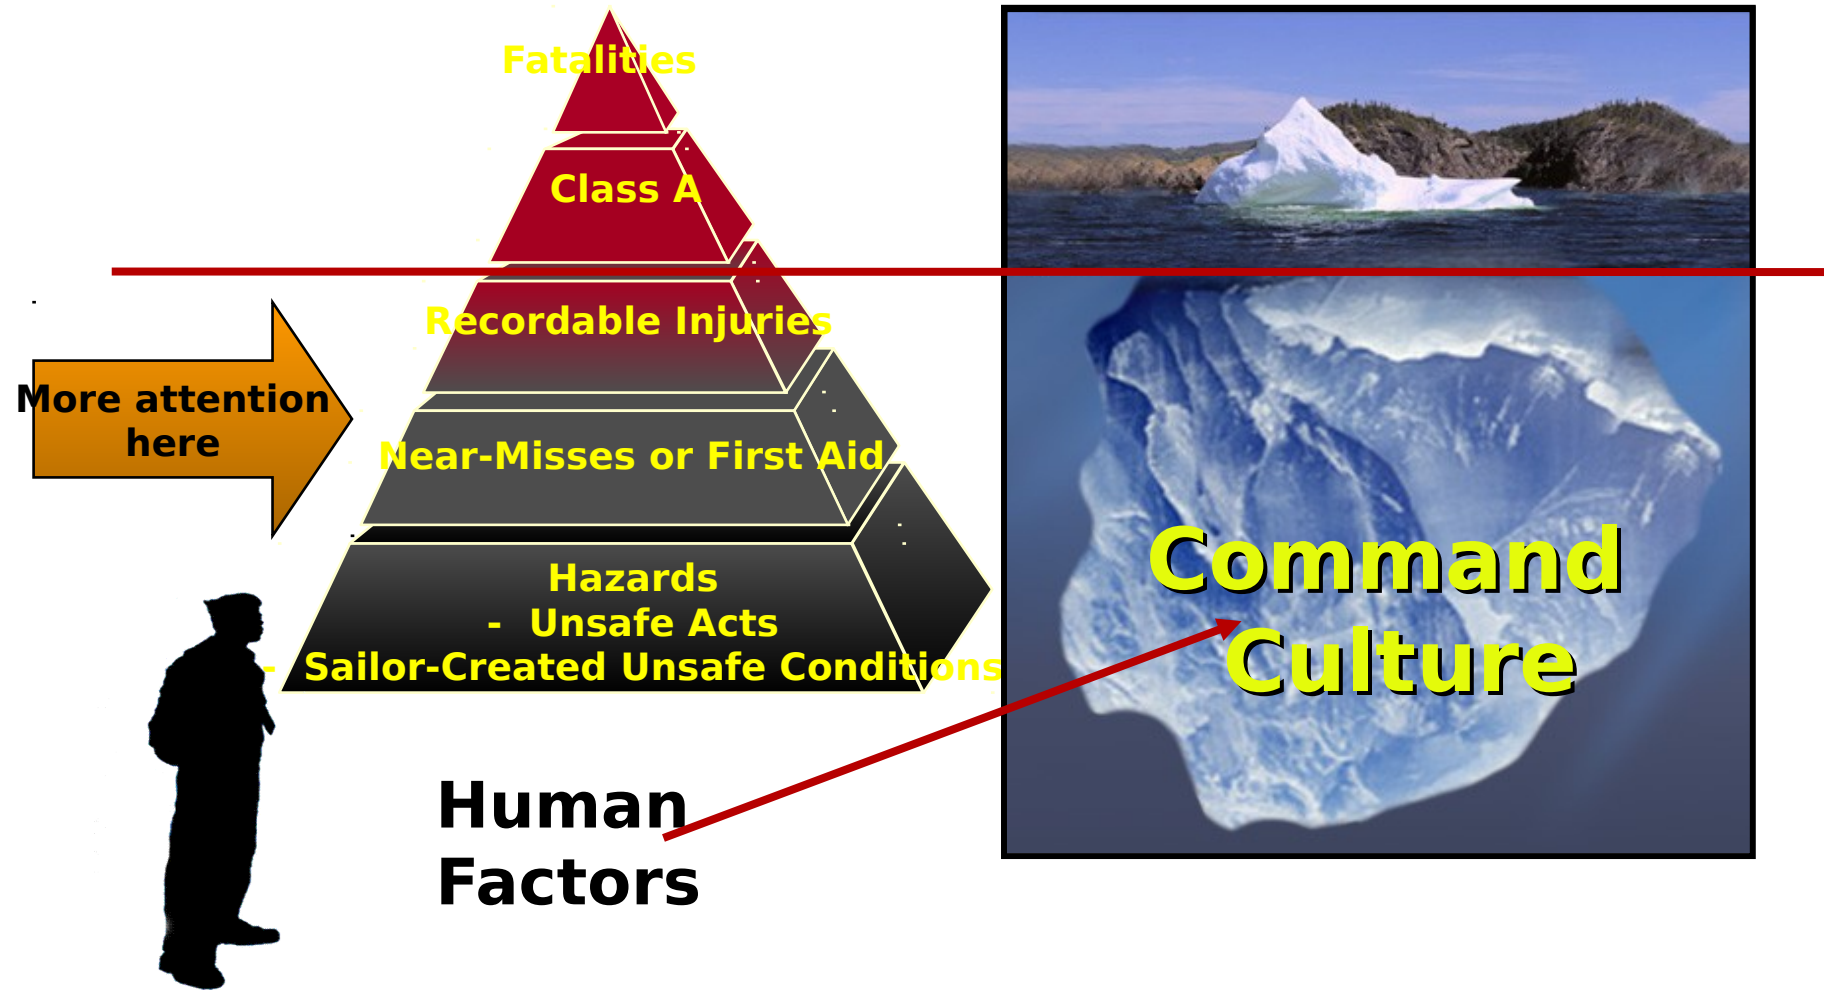 Fatalities
Class A
Recordable Injuries
More attention
here
Near-Misses or First Aid
Hazards
- Unsafe Acts
- Sailor-Created Unsafe Conditions
Command
Culture
Human
Factors